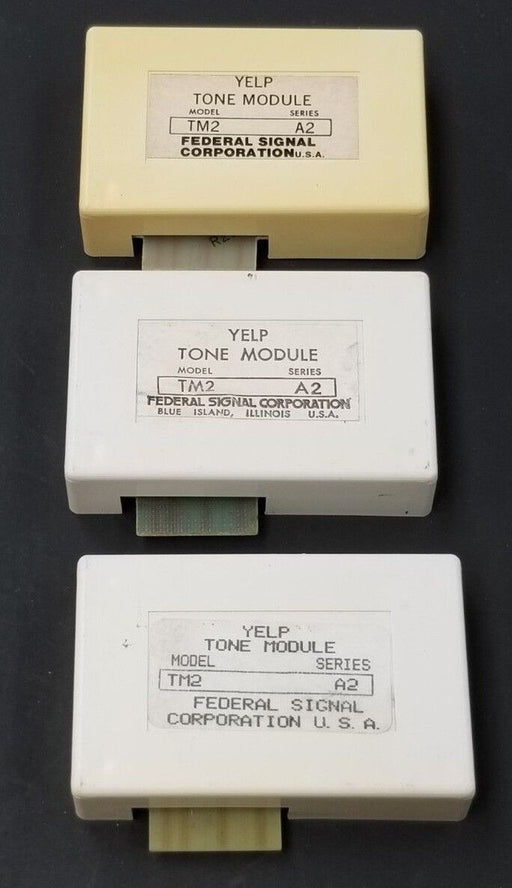 YELP
TONE MODULE
MODEL SERIES
TM2 A2
FEDERAL SIGNAL
CORPORATION U.S.A.
YELP
TONE MODULE
MODEL SERIES
TM2 A2
FEDERAL SIGNAL CORPORATION
BLUE ISLAND, ILLINOIS U.S.A.
YELP
TONE MODULE
MODEL SERIES
TM2 A2
FEDERAL SIGNAL
CORPORATION U. S. A.